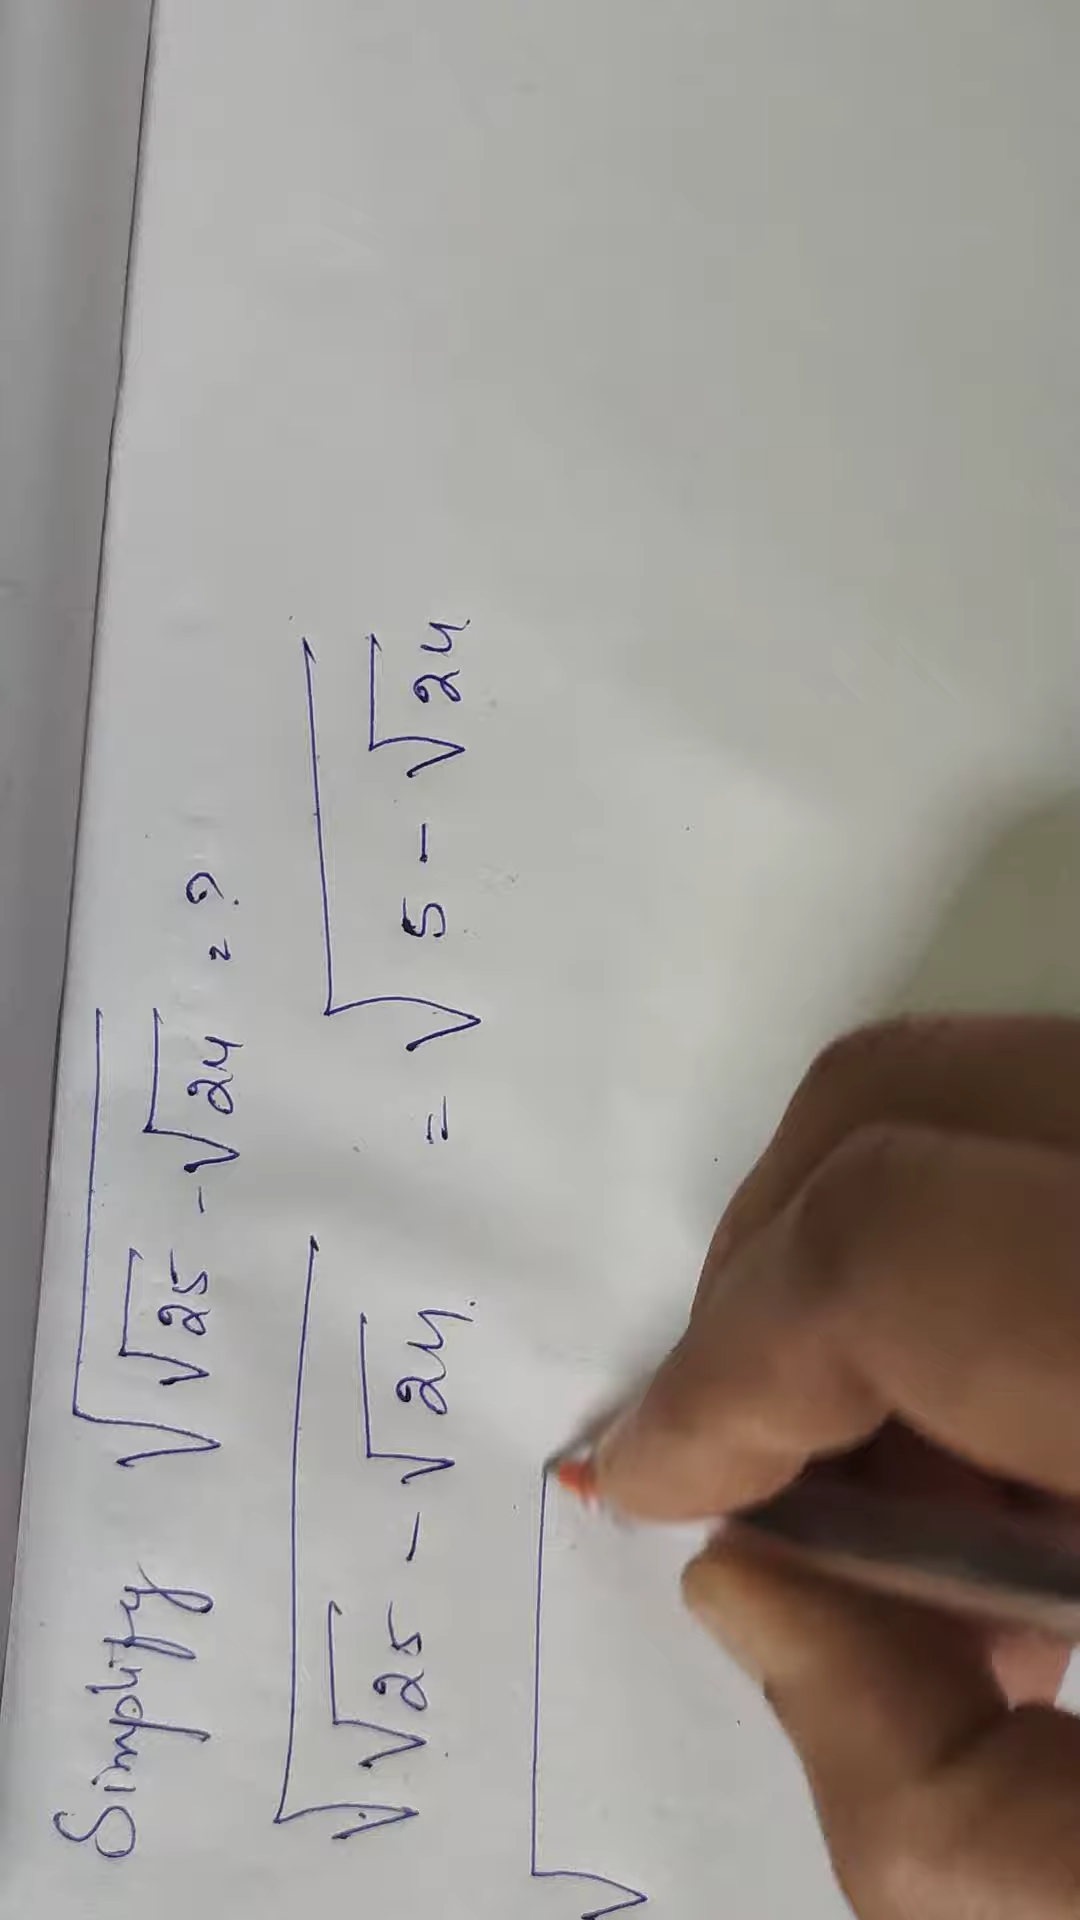 Simplify √(√25 - √24) = ?
√(√25 - √24) = √(5 - √24)
√